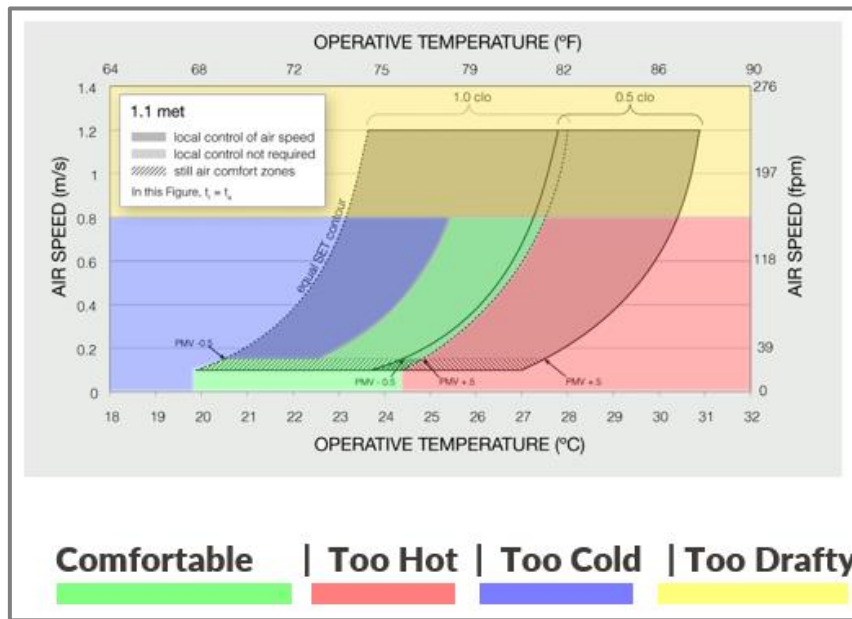 OPERATIVE TEMPERATURE (ºF)
64 68 72 75 79 82 86 90
1.4 276
1.0 clo 0.5 clo
1.1 met
local control of air speed
local control not required
still air comfort zones
In this Figure, tᵣ = tₐ
1.2
1 197
0.8
0.6 118
0.4
0.2 39
0 0
AIR SPEED (m/s)
AIR SPEED (fpm)
equal SET contour
PMV -0.5
PMV - 0.5
PMV + .5
PMV + .5
18 19 20 21 22 23 24 25 26 27 28 29 30 31 32
OPERATIVE TEMPERATURE (ºC)
Comfortable | Too Hot | Too Cold | Too Drafty